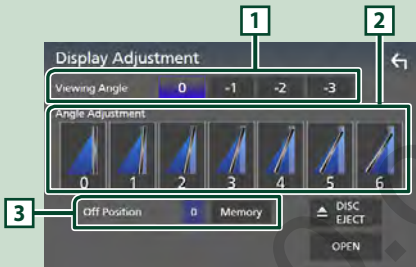 1
2
Display Adjustment
Viewing Angle 0 -1 -2 -3
Angle Adjustment
0 1 2 3 4 5 6
3
Off Position 0 Memory
DISC
EJECT
OPEN